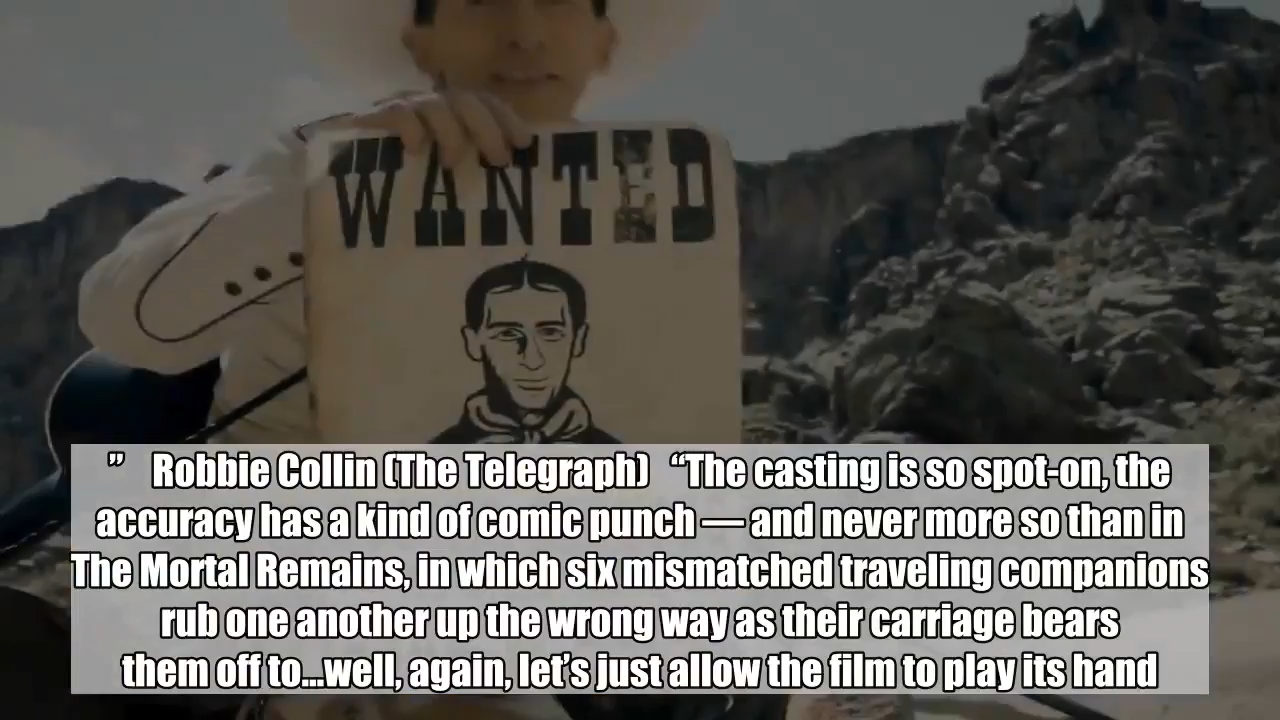 WANTED
” Robbie Collin (The Telegraph) “The casting is so spot-on, the
accuracy has a kind of comic punch — and never more so than in
The Mortal Remains, in which six mismatched traveling companions
rub one another up the wrong way as their carriage bears
them off to...well, again, let’s just allow the film to play its hand